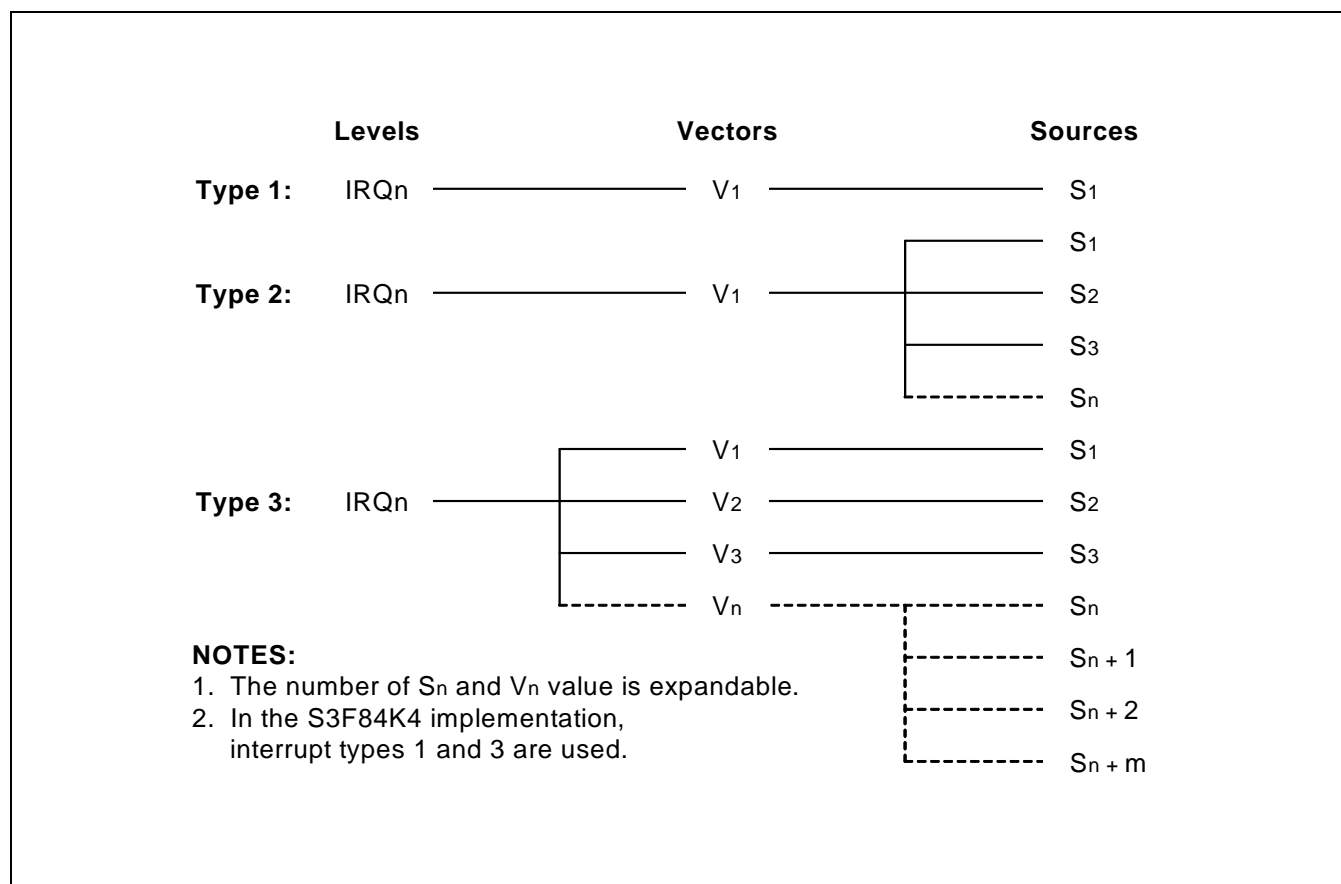 Levels Vectors Sources
Type 1: IRQn V1 S1
S1
Type 2: IRQn V1 S2
S3
Sn
V1 S1
Type 3: IRQn V2 S2
V3 S3
Vn Sn
Sn + 1
Sn + 2
Sn + m
NOTES:
1. The number of Sn and Vn value is expandable.
2. In the S3F84K4 implementation,
interrupt types 1 and 3 are used.